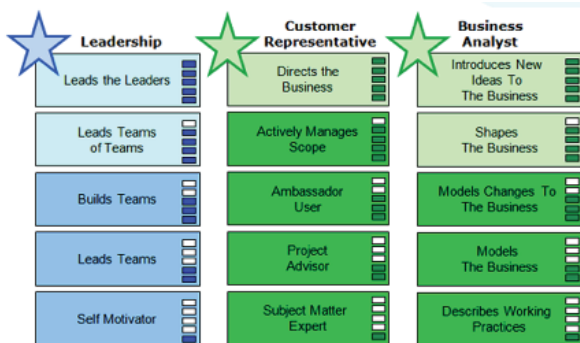 Leadership
Customer
Representative
Business
Analyst
Leads the Leaders
Directs the
Business
Introduces New
Ideas To
The Business
Leads Teams
of Teams
Actively Manages
Scope
Shapes
The Business
Builds Teams
Ambassador
User
Models Changes To
The Business
Leads Teams
Project
Advisor
Models
The Business
Self Motivator
Subject Matter
Expert
Describes Working
Practices